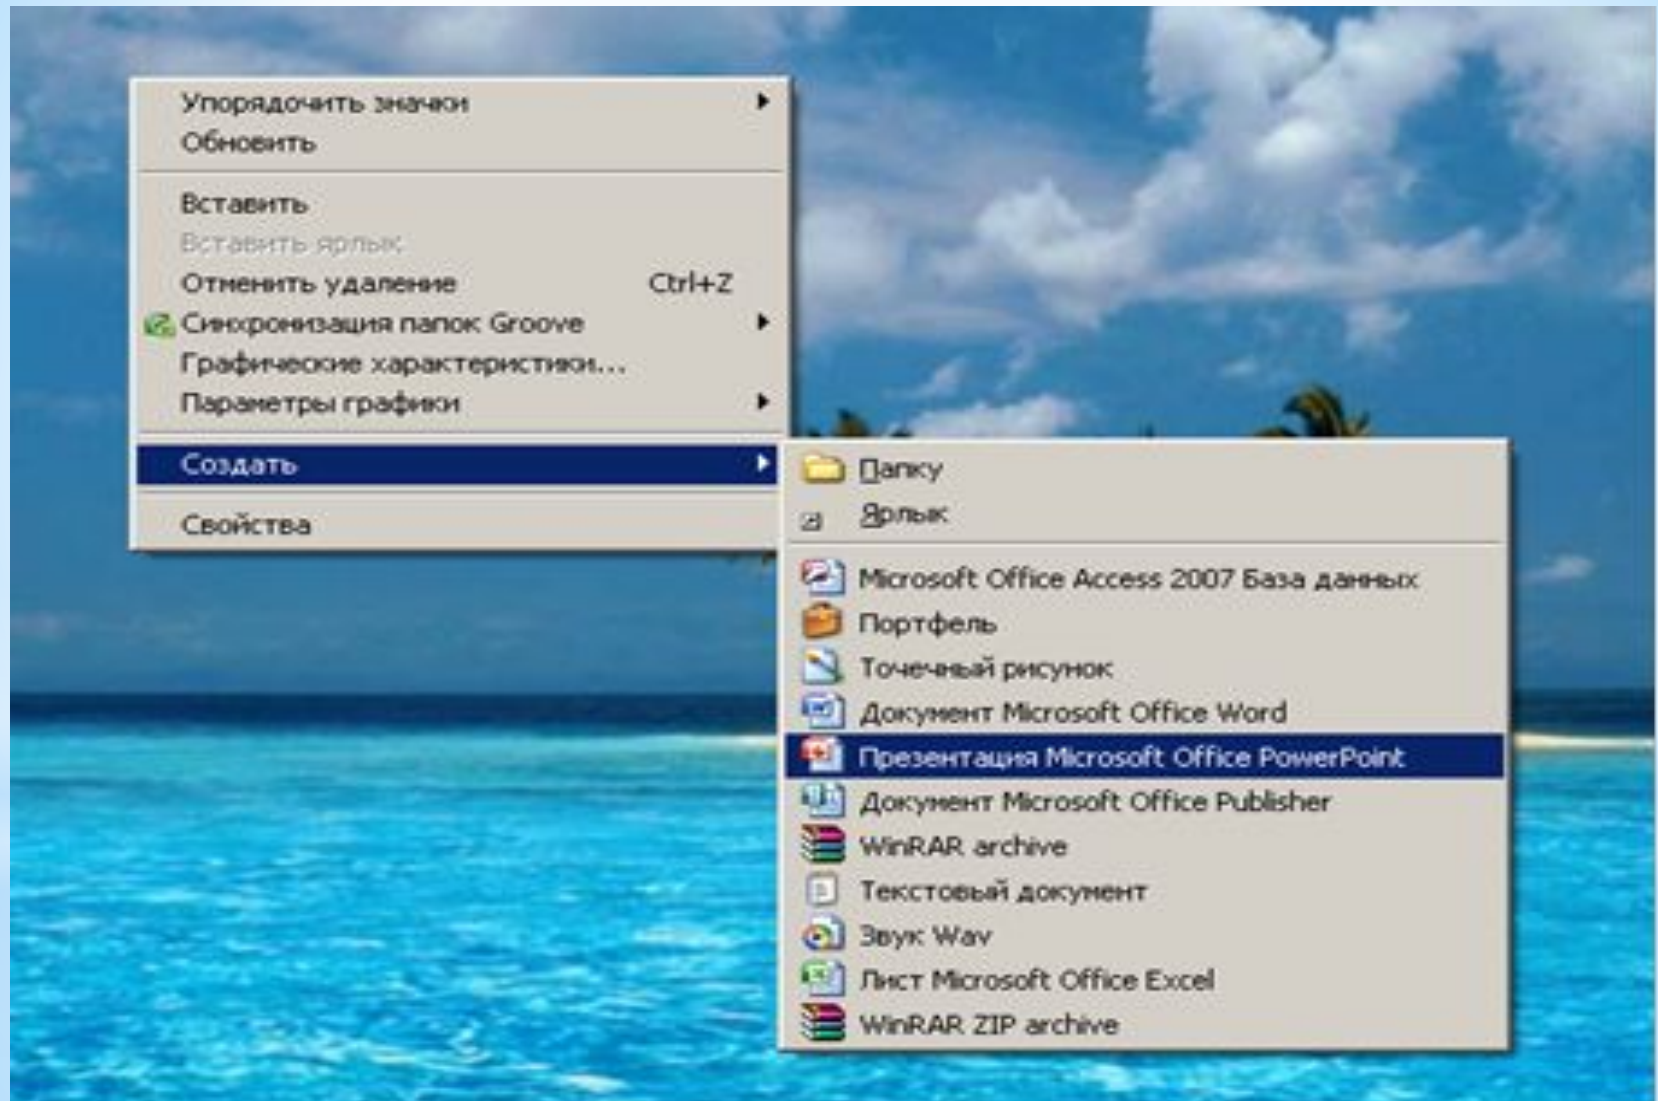 Упорядочить значки
Обновить
Вставить
Вставить ярлык
Отменить удаление Ctrl+Z
Синхронизация папок Groove
Графические характеристики...
Параметры графики
Создать
Свойства
Папку
Ярлык
Microsoft Office Access 2007 База данных
Портфель
Точечный рисунок
Документ Microsoft Office Word
Презентация Microsoft Office PowerPoint
Документ Microsoft Office Publisher
WinRAR archive
Текстовый документ
Звук Wav
Лист Microsoft Office Excel
WinRAR ZIP archive